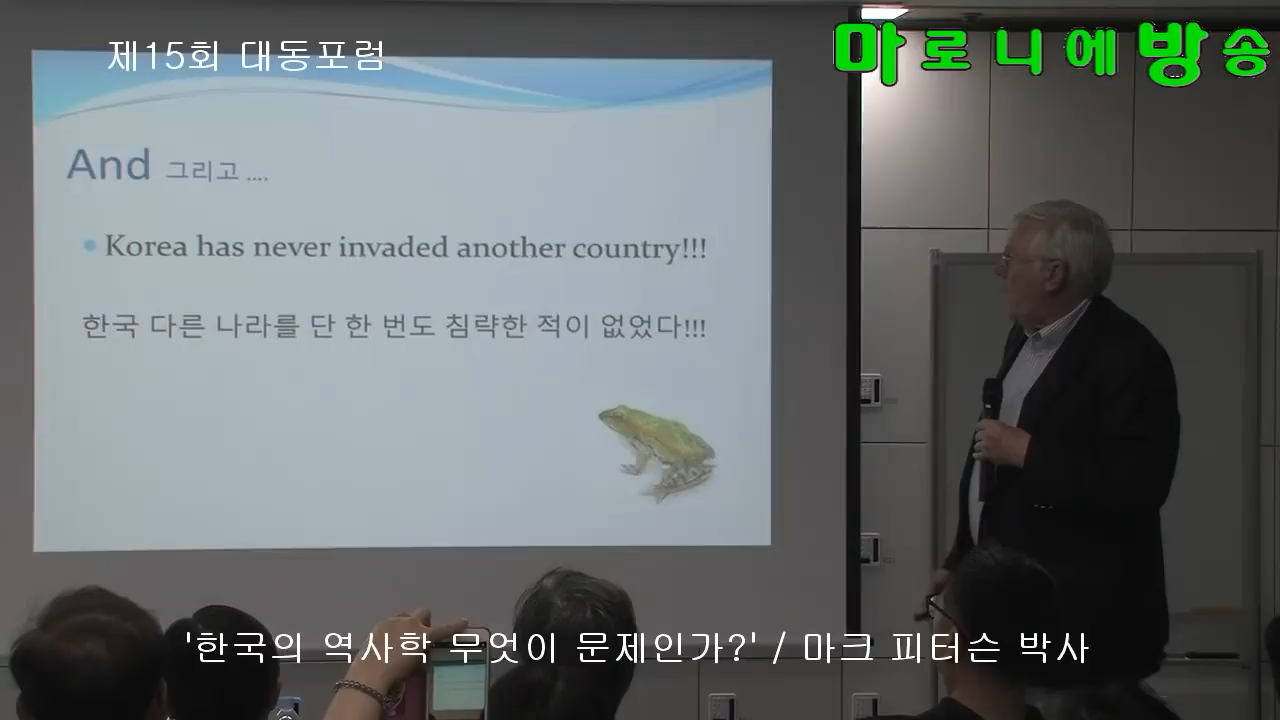 제15회 대동포럼
마로니에방송
And 그리고 ....
Korea has never invaded another country!!!
한국 다른 나라를 단 한 번도 침략한 적이 없었다!!!
'한국의 역사학 무엇이 문제인가?' / 마크 피터슨 박사